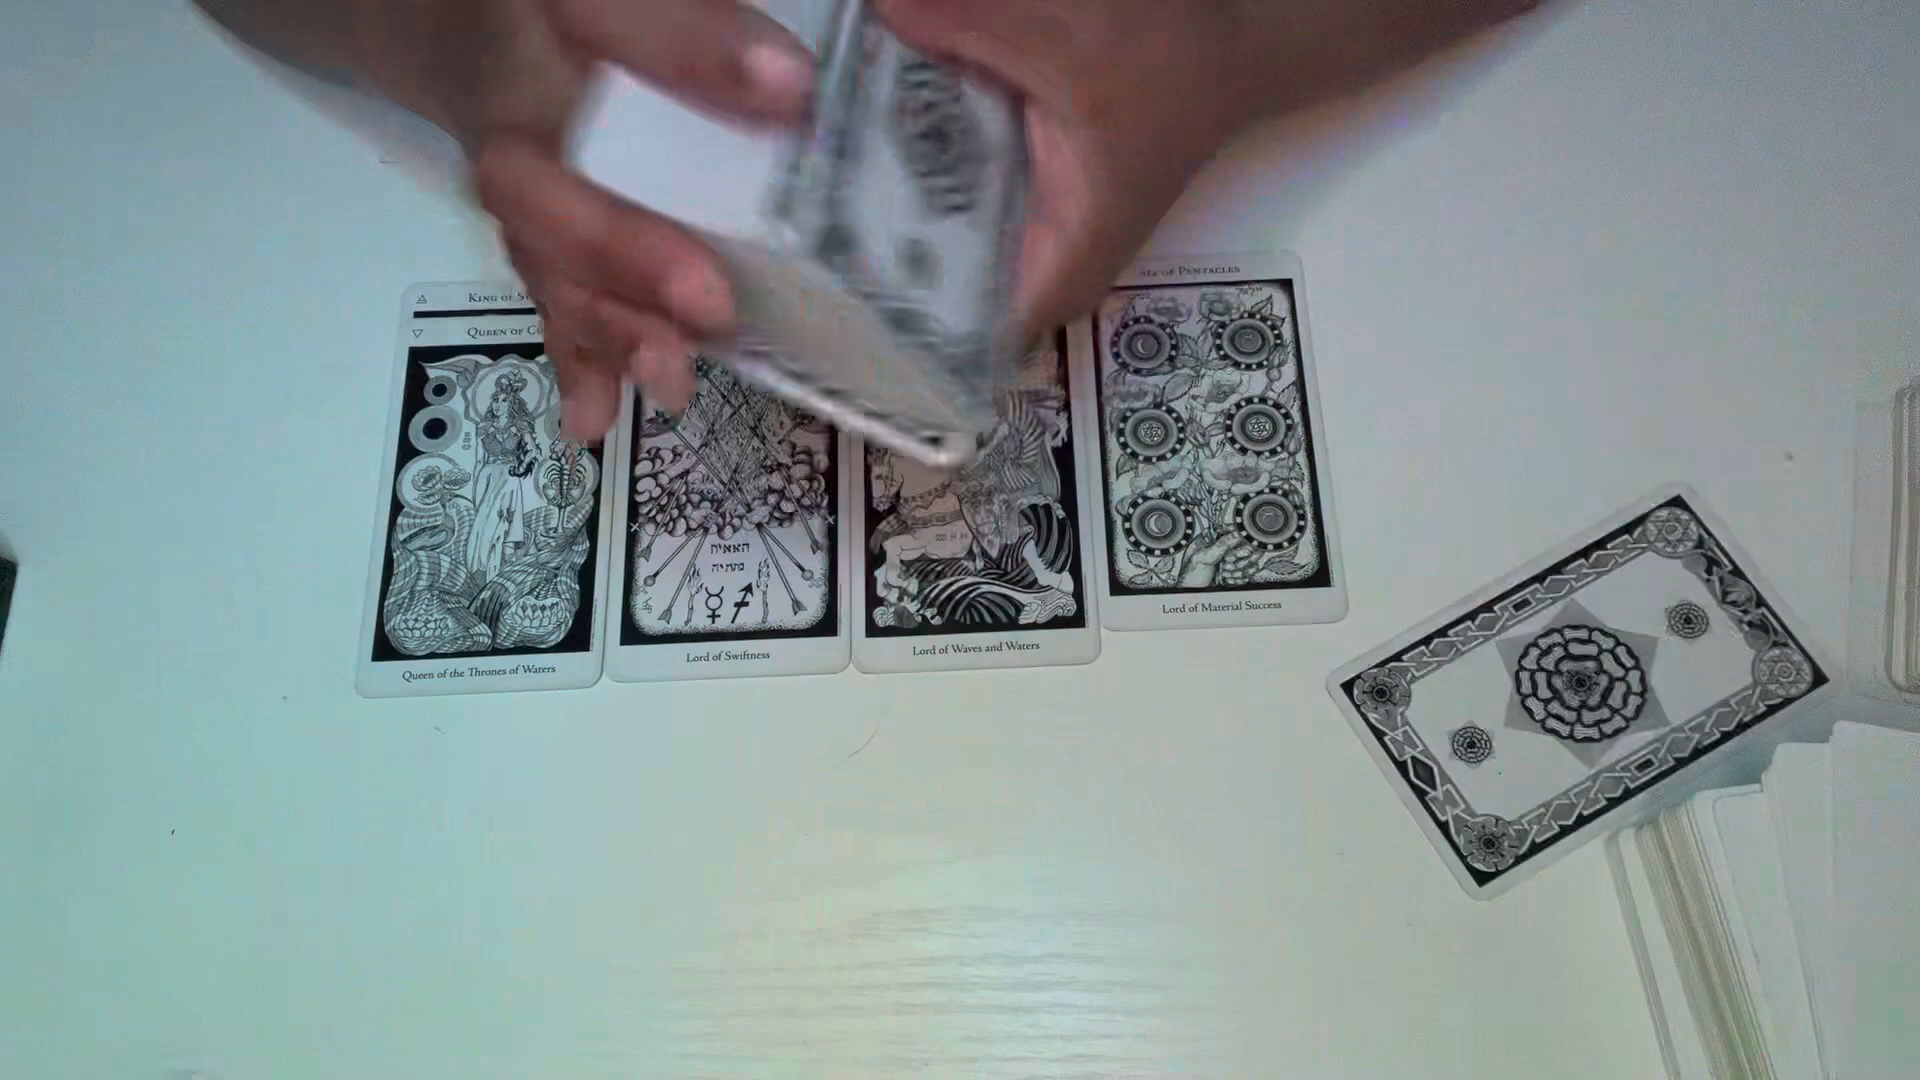 KING OF
QUEEN OF
SIX OF PENTACLES
האאיה
נתהיה
Queen of the Thrones of Waters
Lord of Swiftness
Lord of Waves and Waters
Lord of Material Success